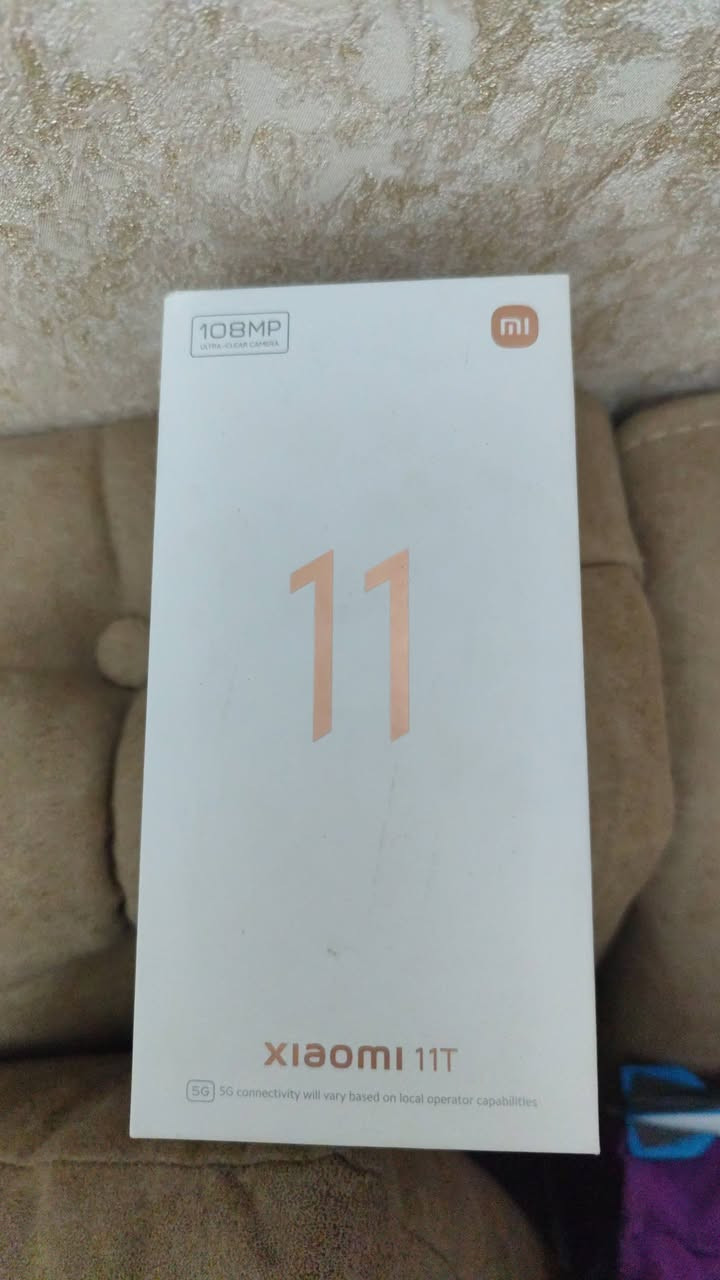 108MP
ULTRA-CLEAR CAMERA
mi
11
xiaomi 11T
5G 5G connectivity will vary based on local operator capabilities